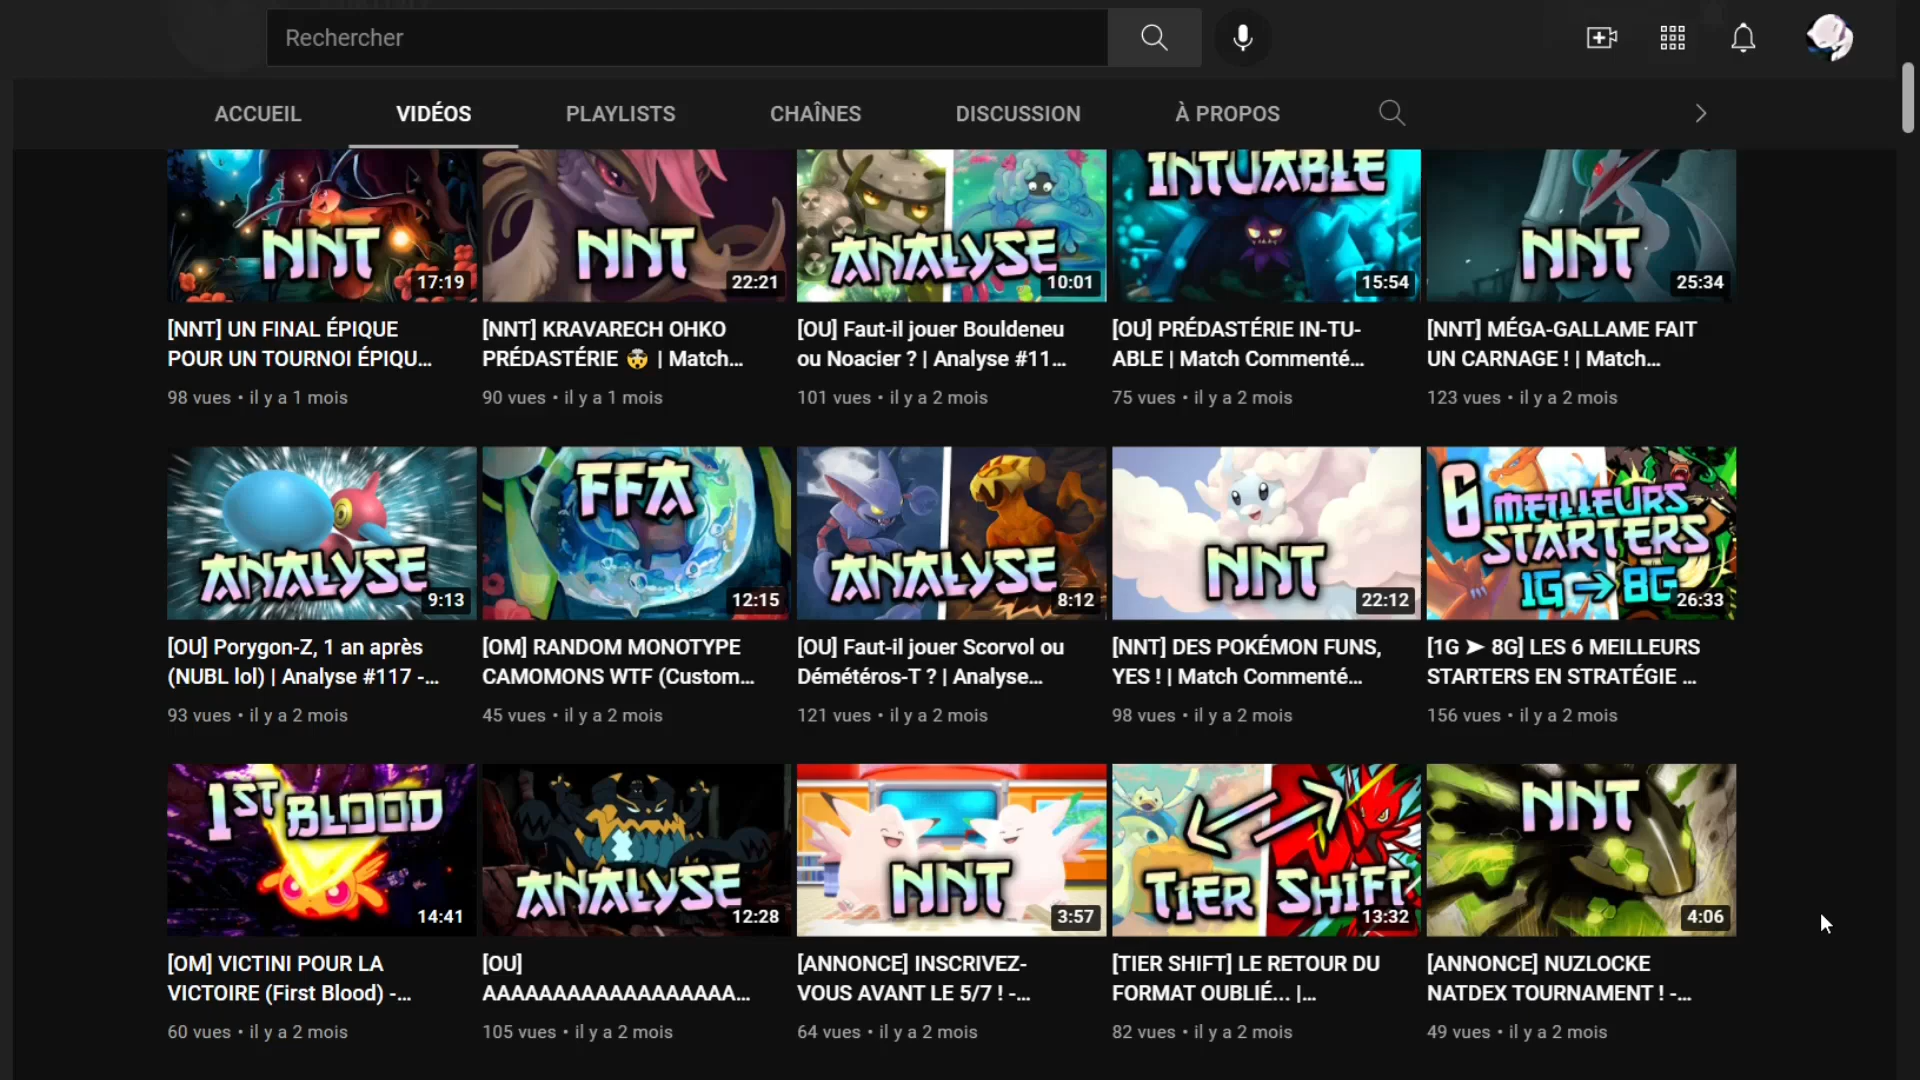 Rechercher
ACCUEIL VIDÉOS PLAYLISTS CHAÎNES DISCUSSION À PROPOS
NNT
17:19
NNT
22:21
ANALYSE
10:01
INTUABLE
15:54
NNT
25:34
[NNT] UN FINAL ÉPIQUE
POUR UN TOURNOI ÉPIQU...
98 vues • il y a 1 mois
[NNT] KRAVARECH OHKO
PRÉDASTÉRIE 🤯 | Match...
90 vues • il y a 1 mois
[OU] Faut-il jouer Bouldeneu
ou Noacier ? | Analyse #11...
101 vues • il y a 2 mois
[OU] PRÉDASTÉRIE IN-TU-
ABLE | Match Commenté...
75 vues • il y a 2 mois
[NNT] MÉGA-GALLAME FAIT
UN CARNAGE ! | Match...
123 vues • il y a 2 mois
ANALYSE
9:13
FFA
12:15
ANALYSE
8:12
NNT
22:12
6 MEILLEURS
STARTERS
1G → 8G
26:33
[OU] Porygon-Z, 1 an après
(NUBL lol) | Analyse #117 -...
93 vues • il y a 2 mois
[OM] RANDOM MONOTYPE
CAMOMONS WTF (Custom...
45 vues • il y a 2 mois
[OU] Faut-il jouer Scorvol ou
Démétéros-T ? | Analyse...
121 vues • il y a 2 mois
[NNT] DES POKÉMON FUNS,
YES ! | Match Commenté...
98 vues • il y a 2 mois
[1G ➤ 8G] LES 6 MEILLEURS
STARTERS EN STRATÉGIE ...
156 vues • il y a 2 mois
1ST BLOOD
14:41
ANALYSE
12:28
NNT
3:57
TIER SHIFT
13:32
NNT
4:06
[OM] VICTINI POUR LA
VICTOIRE (First Blood) -...
60 vues • il y a 2 mois
[OU]
AAAAAAAAAAAAAAAAAA...
105 vues • il y a 2 mois
[ANNONCE] INSCRIVEZ-
VOUS AVANT LE 5/7 ! -...
64 vues • il y a 2 mois
[TIER SHIFT] LE RETOUR DU
FORMAT OUBLIÉ... |...
82 vues • il y a 2 mois
[ANNONCE] NUZLOCKE
NATDEX TOURNAMENT ! -...
49 vues • il y a 2 mois